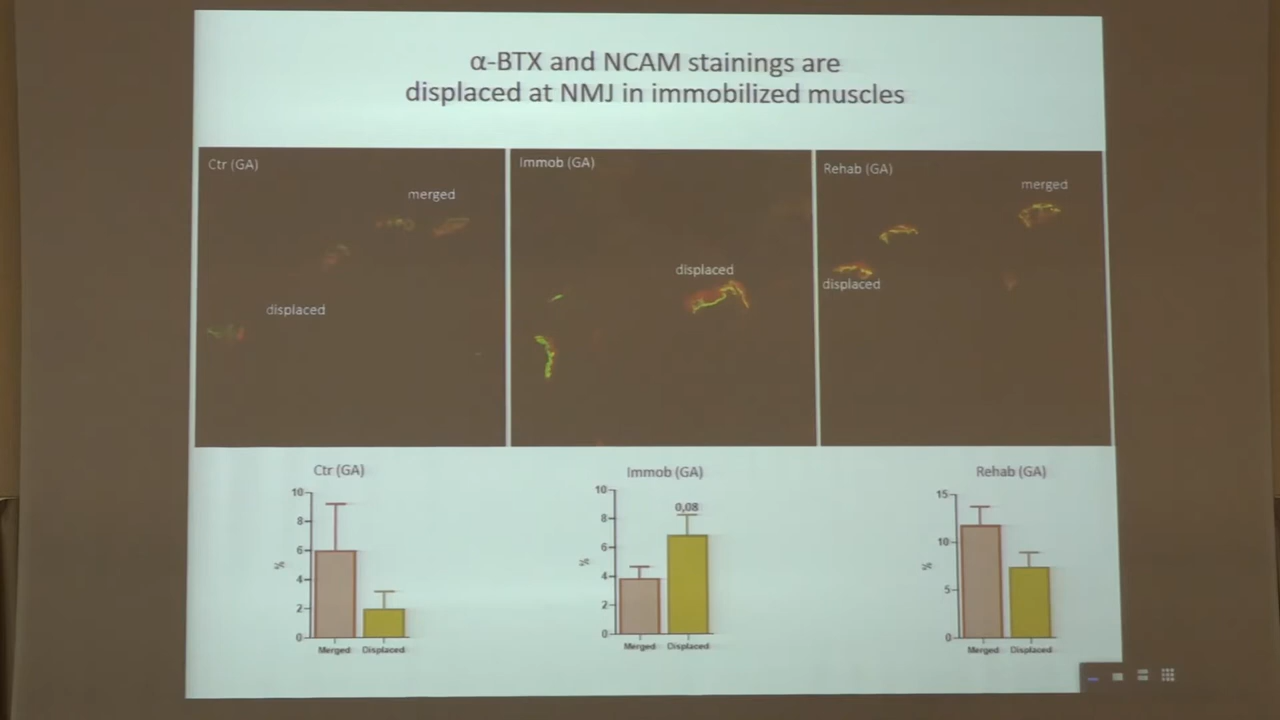 α-BTX and NCAM stainings are
displaced at NMJ in immobilized muscles
Ctr (GA)
merged
displaced
Immob (GA)
displaced
Rehab (GA)
merged
displaced
Ctr (GA)
10
8
6
4
2
0
%
Merged Displaced
Immob (GA)
10
8
6
4
2
0
%
0,08
Merged Displaced
Rehab (GA)
15
10
5
0
%
Merged Displaced